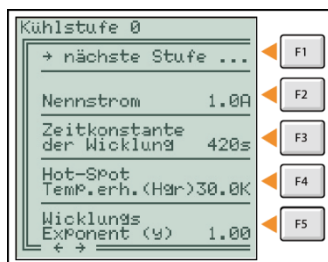 Kühlstufe 0
→ nächste Stufe ...
F1
Nennstrom 1.0A
F2
Zeitkonstante
der Wicklung 420s
F3
Hot-Spot
Temp.erh.(Hgr)30.0K
F4
Wicklungs
Exponent (y) 1.00
F5
← →